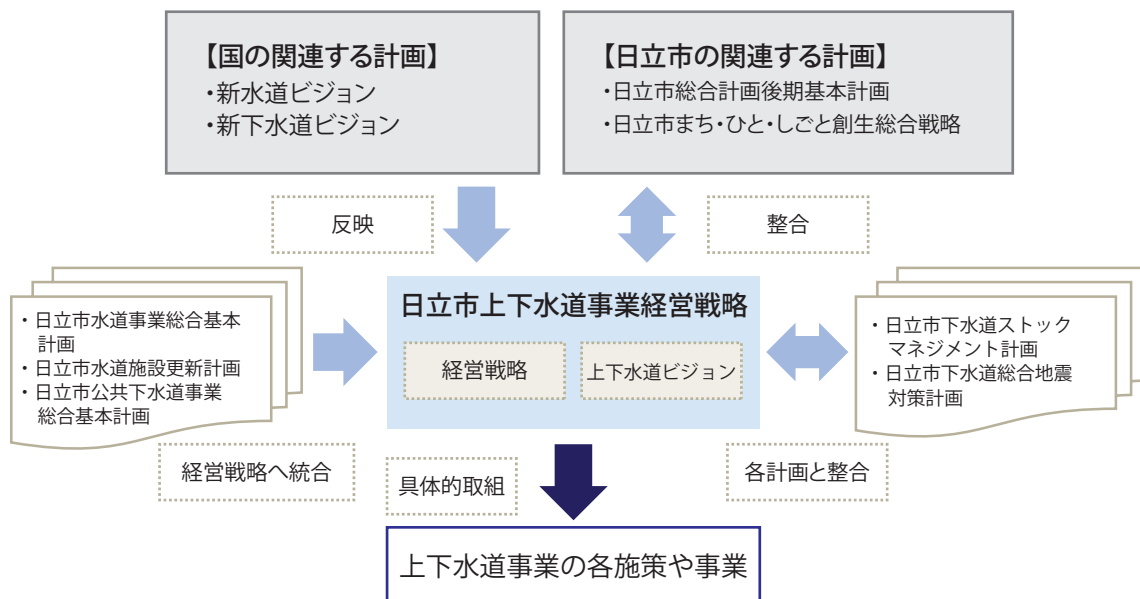 【国の関連する計画】
・新水道ビジョン
・新下水道ビジョン
【日立市の関連する計画】
・日立市総合計画後期基本計画
・日立市まち・ひと・しごと創生総合戦略
反映
整合
・日立市水道事業総合基本
計画
・日立市水道施設更新計画
・日立市公共下水道事業
総合基本計画
日立市上下水道事業経営戦略
経営戦略
上下水道ビジョン
・日立市下水道ストック
マネジメント計画
・日立市下水道総合地震
対策計画
経営戦略へ統合
具体的取組
各計画と整合
上下水道事業の各施策や事業